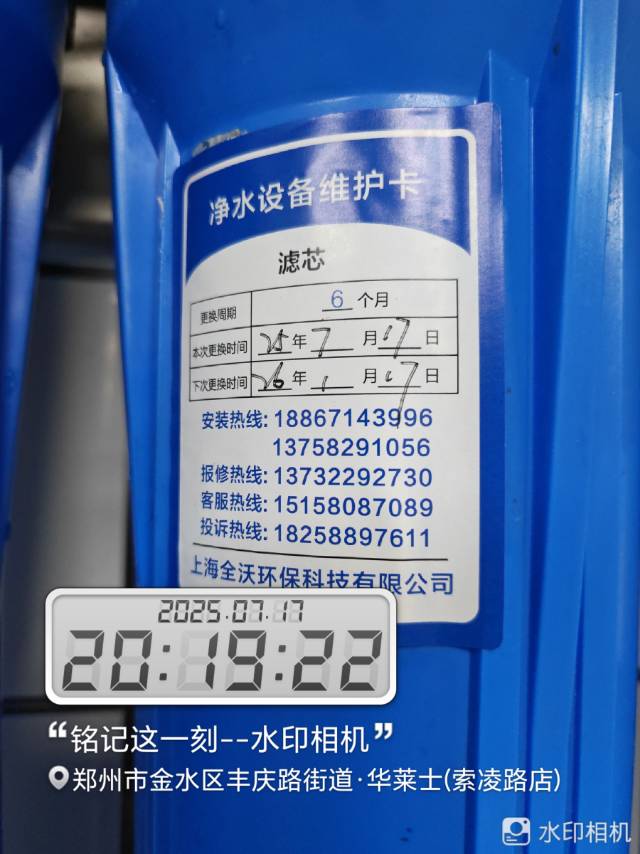 净水设备维护卡
滤芯
更换周期 6 个月
本次更换时间 25 年 7 月 17 日
下次更换时间 26 年 1 月 17 日
安装热线: 18867143996
13758291056
报修热线: 13732292730
客服热线: 15158087089
投诉热线: 18258897611
上海全沃环保科技有限公司
2025.07.17
20:19:22
“铭记这一刻--水印相机”
郑州市金水区丰庆路街道·华莱士(索凌路店)
水印相机